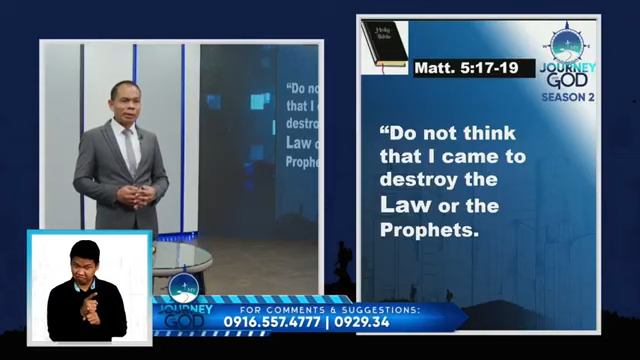 Holy
Bible
Matt. 5:17-19
JOURNEY
GOD
SEASON 2
"Do not think
that I came to
destroy the
Law or the
Prophets.
"Do no
that I
destro
Law
Prophe
JOURNEY
GOD
FOR COMMENTS & SUGGESTIONS:
0916.557.4777 | 0929.34